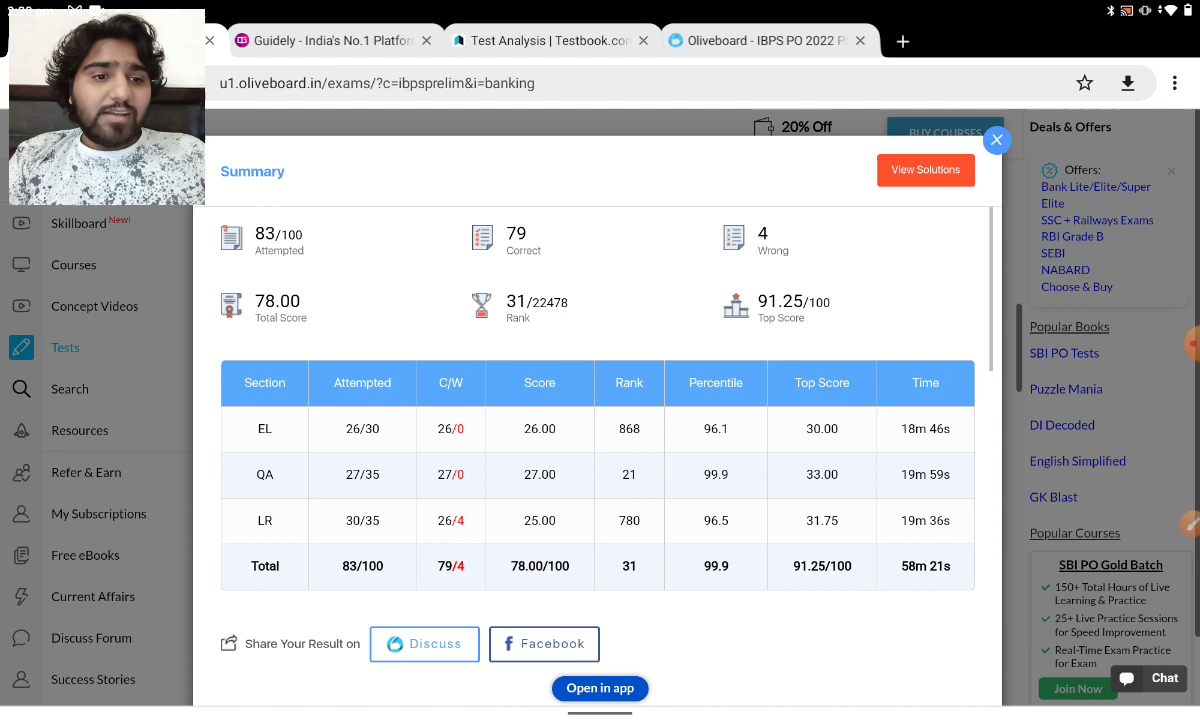 Guidely - India's No.1 Platform
Test Analysis | Testbook.com
Oliveboard - IBPS PO 2022 P
u1.oliveboard.in/exams/?c=ibpsprelim&i=banking
20% Off
BUY COURSES
Deals & Offers
Offers:
Bank Lite/Elite/Super
Elite
SSC + Railways Exams
RBI Grade B
SEBI
NABARD
Choose & Buy
Popular Books
SBI PO Tests
Puzzle Mania
DI Decoded
English Simplified
GK Blast
Popular Courses
SBI PO Gold Batch
150+ Total Hours of Live
Learning & Practice
25+ Live Practice Sessions
for Speed Improvement
Real-Time Exam Practice
for Exam
Join Now
Chat
Skillboard New!
Courses
Concept Videos
Tests
Search
Resources
Refer & Earn
My Subscriptions
Free eBooks
Current Affairs
Discuss Forum
Success Stories
Summary
View Solutions
83/100
Attempted
79
Correct
4
Wrong
78.00
Total Score
31/22478
Rank
91.25/100
Top Score
Section Attempted C/W Score Rank Percentile Top Score Time
EL 26/30 26/0 26.00 868 96.1 30.00 18m 46s
QA 27/35 27/0 27.00 21 99.9 33.00 19m 59s
LR 30/35 26/4 25.00 780 96.5 31.75 19m 36s
Total 83/100 79/4 78.00/100 31 99.9 91.25/100 58m 21s
Share Your Result on
Discuss
Facebook
Open in app